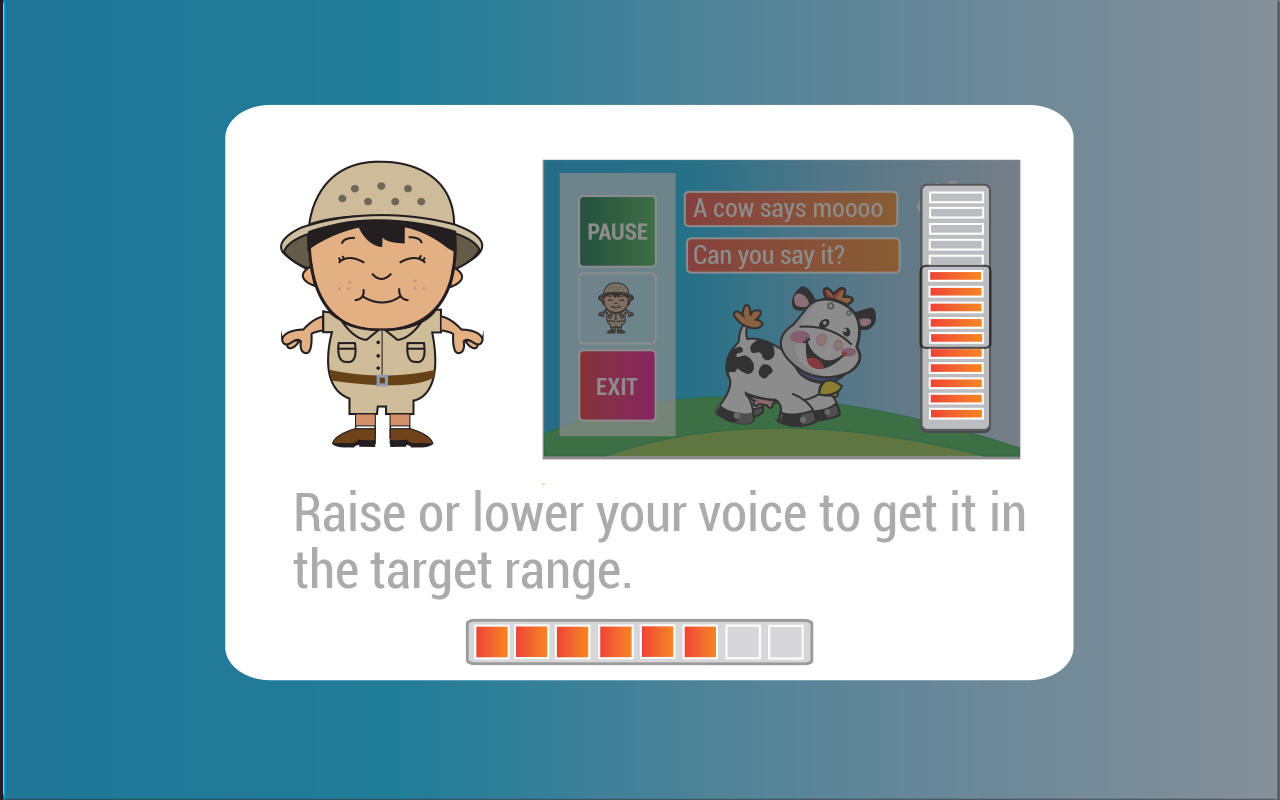 PAUSE
A cow says moooo
Can you say it?
EXIT
Raise or lower your voice to get it in
the target range.